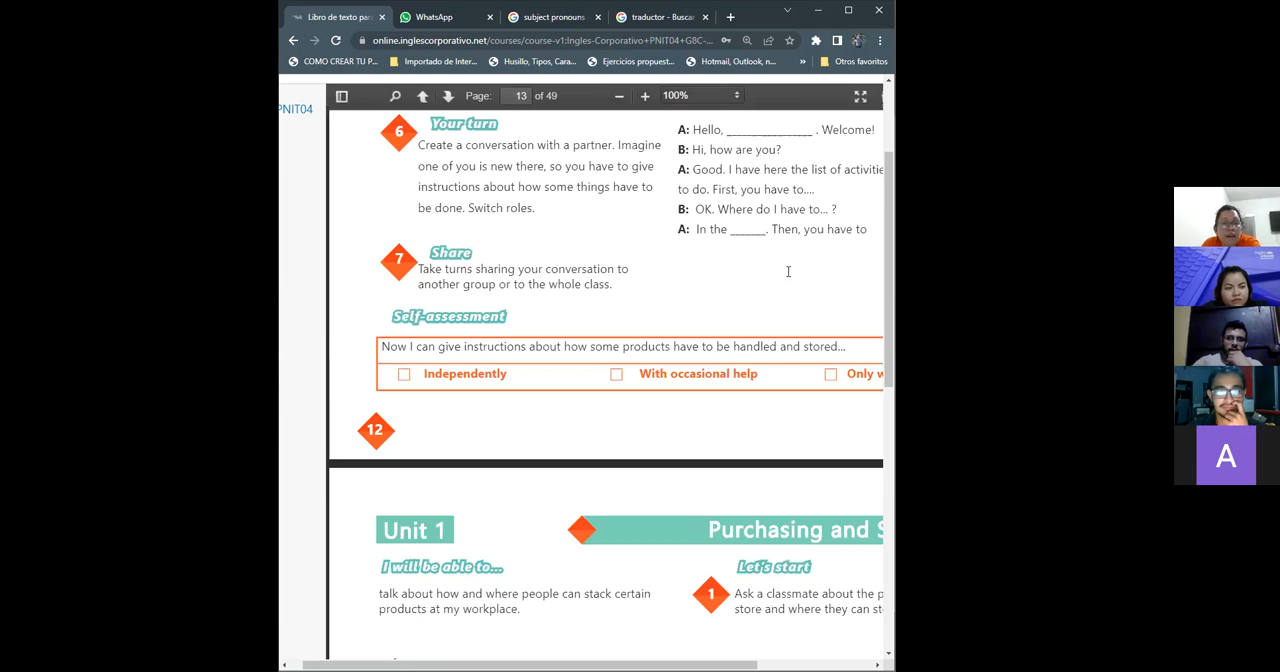 Libro de texto par
WhatsApp
subject pronouns
traductor - Buscar
online.inglescorporativo.net/courses/course-v1:Ingles-Corporativo+PNIT04+G8C-...
COMO CREAR TU P...
Importado de Inter...
Husillo, Tipos, Cara...
Ejercicios propuest...
Hotmail, Outlook, n...
»
Otros favoritos
PNIT04
Page: 13 of 49
100%
6
Your turn
Create a conversation with a partner. Imagine
one of you is new there, so you have to give
instructions about how some things have to
be done. Switch roles.
A: Hello, ________________ . Welcome!
B: Hi, how are you?
A: Good. I have here the list of activitie
to do. First, you have to....
B: OK. Where do I have to... ?
A: In the _______. Then, you have to
7
Share
Take turns sharing your conversation to
another group or to the whole class.
Self-assessment
Now I can give instructions about how some products have to be handled and stored...
Independently
With occasional help
Only w
12
Unit 1
Purchasing and S
I will be able to...
talk about how and where people can stack certain
products at my workplace.
Let's start
1
Ask a classmate about the p
store and where they can st
A